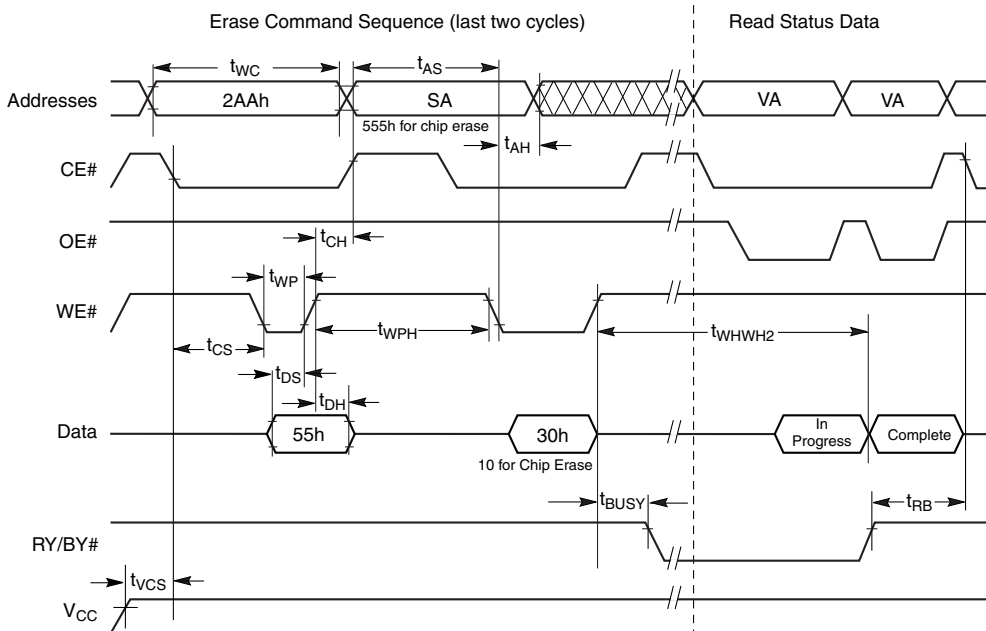 Erase Command Sequence (last two cycles) Read Status Data
tWC tAS
Addresses 2AAh SA VA VA
555h for chip erase
tAH
CE#
tCH
OE#
tWP
WE#
tWPH tWHWH2
tCS
tDS
tDH
Data 55h 30h In Progress Complete
10 for Chip Erase
tBUSY tRB
RY/BY#
tVCS
VCC